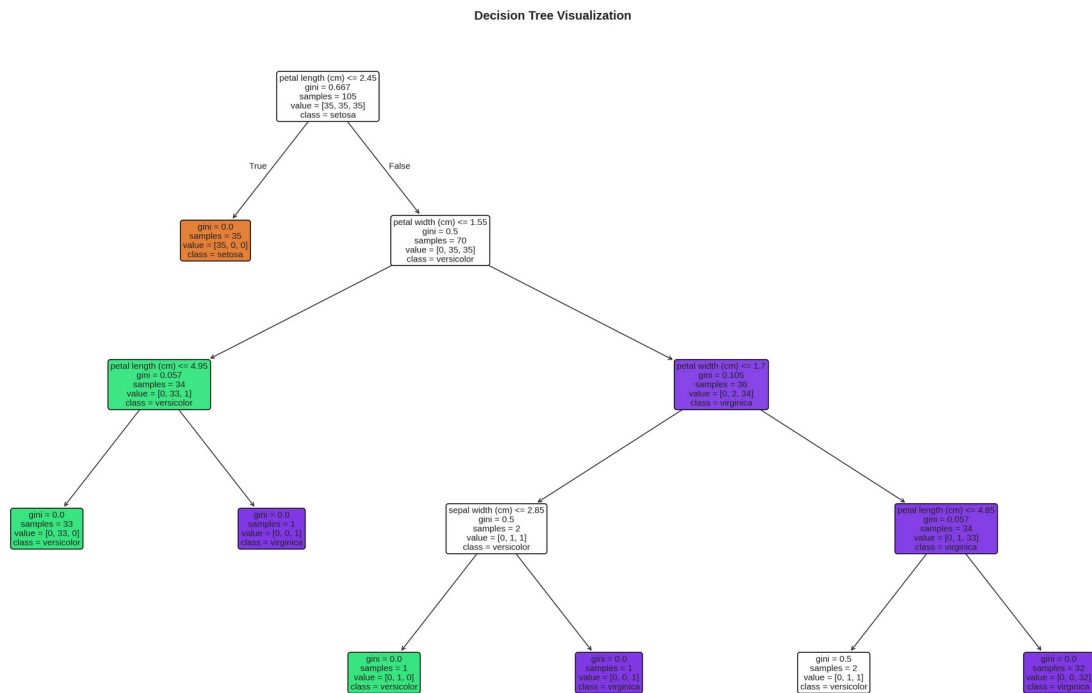 Decision Tree Visualization
petal length (cm) <= 2.45
gini = 0.667
samples = 105
value = [35, 35, 35]
class = setosa
True
False
gini = 0.0
samples = 35
value = [35, 0, 0]
class = setosa
petal width (cm) <= 1.55
gini = 0.5
samples = 70
value = [0, 35, 35]
class = versicolor
petal length (cm) <= 4.95
gini = 0.057
samples = 34
value = [0, 33, 1]
class = versicolor
petal width (cm) <= 1.7
gini = 0.105
samples = 36
value = [0, 2, 34]
class = virginica
gini = 0.0
samples = 33
value = [0, 33, 0]
class = versicolor
gini = 0.0
samples = 1
value = [0, 0, 1]
class = virginica
sepal width (cm) <= 2.85
gini = 0.5
samples = 2
value = [0, 1, 1]
class = versicolor
petal length (cm) <= 4.85
gini = 0.057
samples = 34
value = [0, 1, 33]
class = virginica
gini = 0.0
samples = 1
value = [0, 1, 0]
class = versicolor
gini = 0.0
samples = 1
value = [0, 0, 1]
class = virginica
gini = 0.5
samples = 2
value = [0, 1, 1]
class = versicolor
gini = 0.0
samples = 32
value = [0, 0, 32]
class = virginica